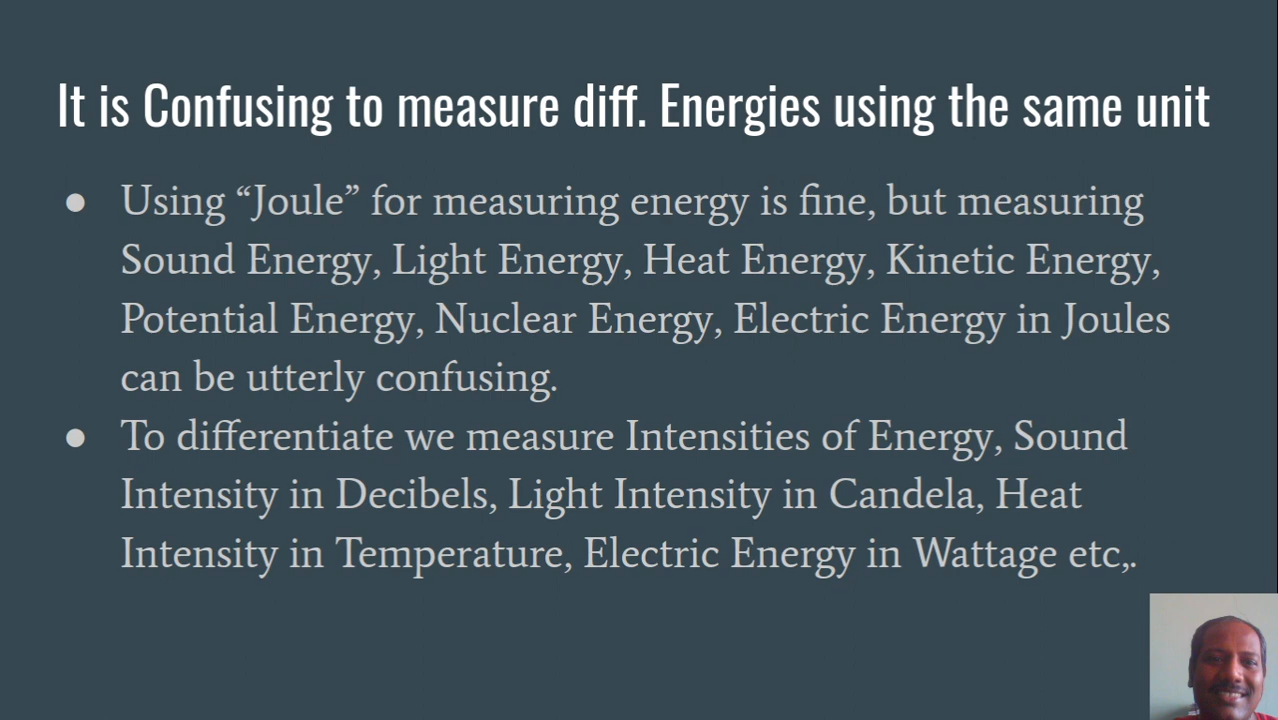 It is Confusing to measure diff. Energies using the same unit
● Using “Joule” for measuring energy is fine, but measuring
Sound Energy, Light Energy, Heat Energy, Kinetic Energy,
Potential Energy, Nuclear Energy, Electric Energy in Joules
can be utterly confusing.
● To differentiate we measure Intensities of Energy, Sound
Intensity in Decibels, Light Intensity in Candela, Heat
Intensity in Temperature, Electric Energy in Wattage etc,.